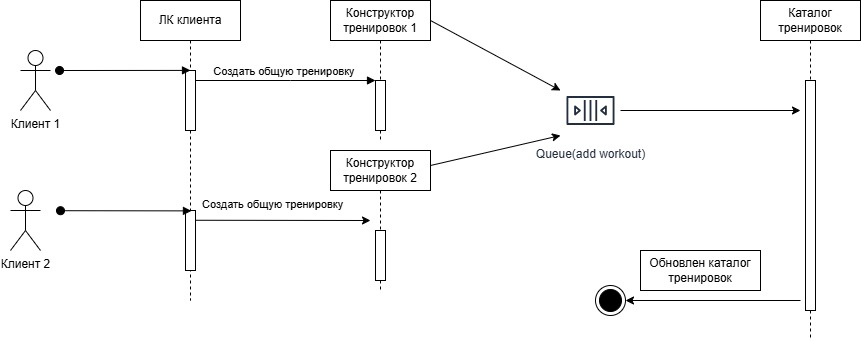 ЛК клиента
Конструктор
тренировок 1
Каталог
тренировок
Создать общую тренировку
Клиент 1
Queue(add workout)
Конструктор
тренировок 2
Создать общую тренировку
Клиент 2
Обновлен каталог
тренировок